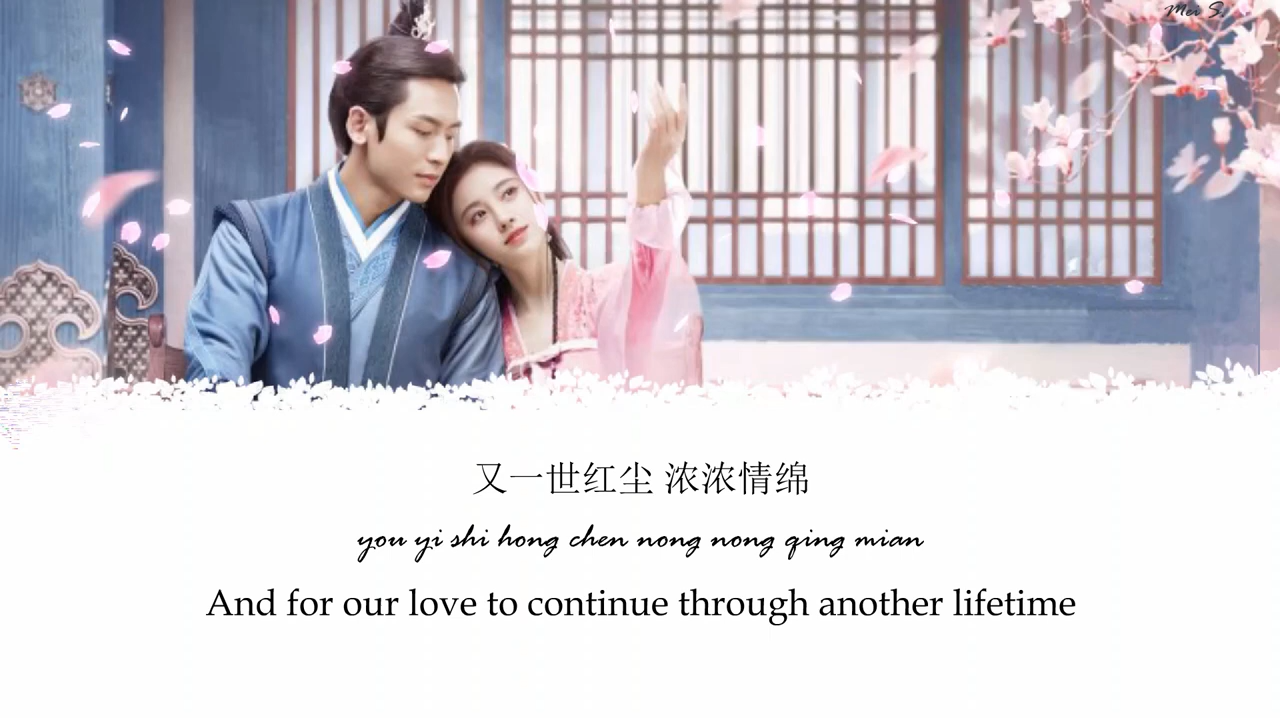 Mei S.
又一世红尘 浓浓情绵
you yi shi hong chen nong nong qing mian
And for our love to continue through another lifetime